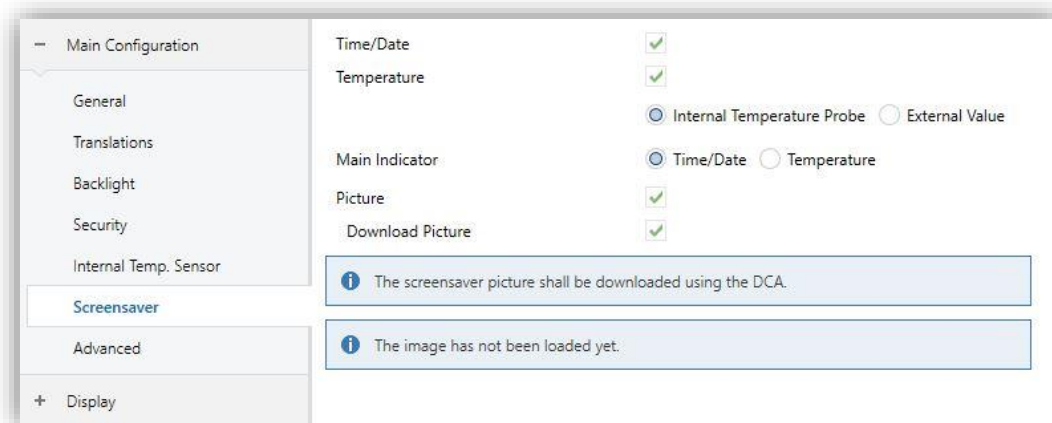 Main Configuration
General
Translations
Backlight
Security
Internal Temp. Sensor
Screensaver
Advanced
Display
Time/Date
Temperature
Internal Temperature Probe External Value
Main Indicator Time/Date Temperature
Picture
Download Picture
The screensaver picture shall be downloaded using the DCA.
The image has not been loaded yet.